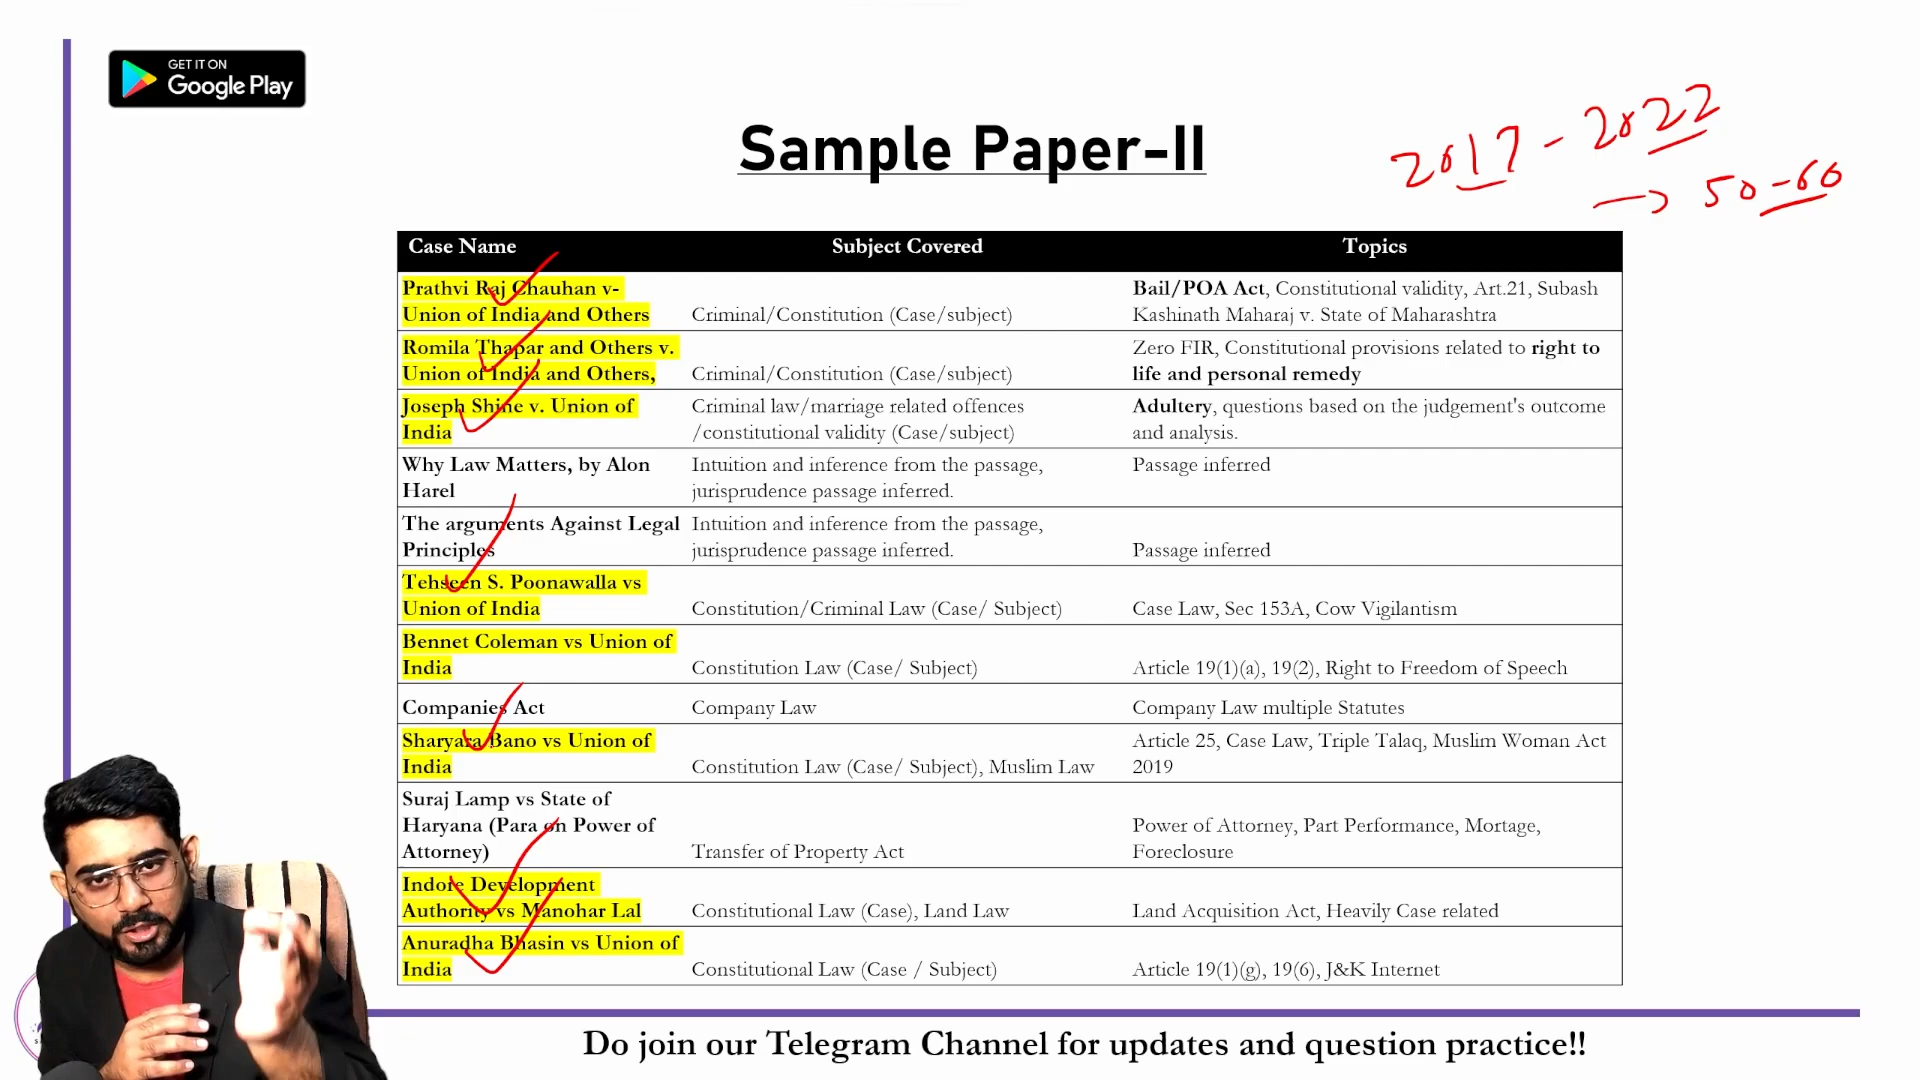 GET IT ON
Google Play
Sample Paper-II
2017 - 2022
→ 50-60
Case Name Subject Covered Topics
Prathvi Raj Chauhan v-
Union of India and Others
Criminal/Constitution (Case/subject)
Bail/POA Act, Constitutional validity, Art.21, Subash
Kashinath Maharaj v. State of Maharashtra
Romila Thapar and Others v.
Union of India and Others,
Criminal/Constitution (Case/subject)
Zero FIR, Constitutional provisions related to right to
life and personal remedy
Joseph Shine v. Union of
India
Criminal law/marriage related offences
/constitutional validity (Case/subject)
Adultery, questions based on the judgement's outcome
and analysis.
Why Law Matters, by Alon
Harel
Intuition and inference from the passage,
jurisprudence passage inferred.
Passage inferred
The arguments Against Legal
Principles
Intuition and inference from the passage,
jurisprudence passage inferred.
Passage inferred
Tehseen S. Poonawalla vs
Union of India
Constitution/Criminal Law (Case/ Subject)
Case Law, Sec 153A, Cow Vigilantism
Bennet Coleman vs Union of
India
Constitution Law (Case/ Subject)
Article 19(1)(a), 19(2), Right to Freedom of Speech
Companies Act
Company Law
Company Law multiple Statutes
Sharyara Bano vs Union of
India
Constitution Law (Case/ Subject), Muslim Law
Article 25, Case Law, Triple Talaq, Muslim Woman Act
2019
Suraj Lamp vs State of
Haryana (Para on Power of
Attorney)
Transfer of Property Act
Power of Attorney, Part Performance, Mortage,
Foreclosure
Indore Development
Authority vs Manohar Lal
Constitutional Law (Case), Land Law
Land Acquisition Act, Heavily Case related
Anuradha Bhasin vs Union of
India
Constitutional Law (Case / Subject)
Article 19(1)(g), 19(6), J&K Internet
Do join our Telegram Channel for updates and question practice!!